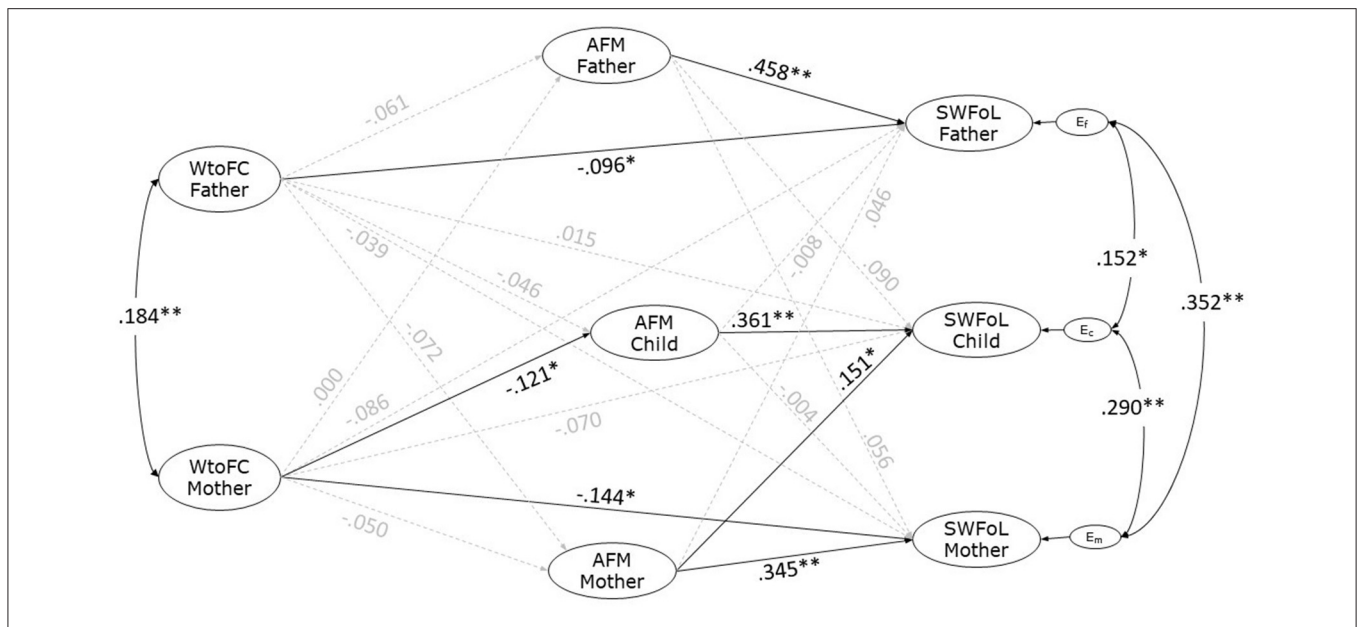 AFM
Father
.458**
-.061
SWFoL
Father
Ef
WtoFC
Father
-.096*
.046
-.039
.015
-.008
.090
.152*
-.046
.184**
AFM
Child
.361**
SWFoL
Child
Ec
.352**
-.072
.000
-.121*
.151*
-.086
-.070
-.004
.290**
.056
WtoFC
Mother
-.144*
-.050
SWFoL
Mother
Em
AFM
Mother
.345**